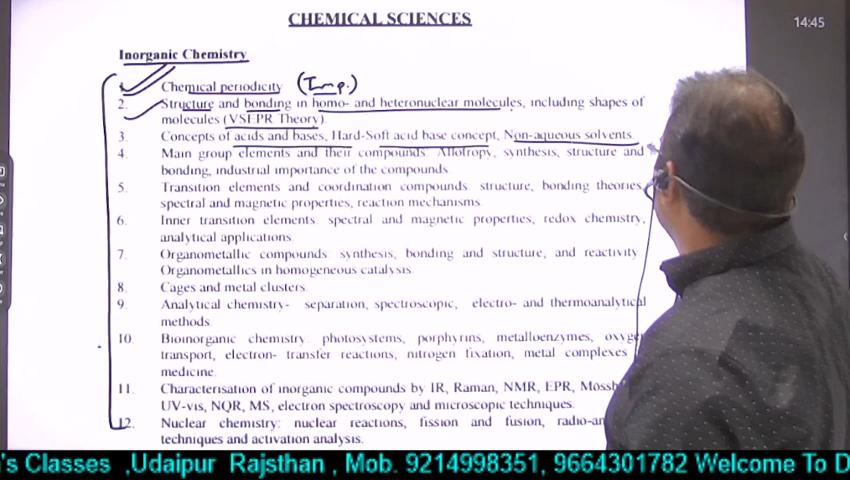 CHEMICAL SCIENCES
14:45
Inorganic Chemistry
1. Chemical periodicity (Imp.)
2. Structure and bonding in homo- and heteronuclear molecules, including shapes of
molecules (VSEPR Theory).
3. Concepts of acids and bases, Hard-Soft acid base concept, Non-aqueous solvents.
4. Main group elements and their compounds: Allotropy, synthesis, structure and
bonding, industrial importance of the compounds.
5. Transition elements and coordination compounds: structure, bonding theories,
spectral and magnetic properties, reaction mechanisms.
6. Inner transition elements: spectral and magnetic properties, redox chemistry,
analytical applications.
7. Organometallic compounds: synthesis, bonding and structure, and reactivity.
Organometallics in homogeneous catalysis.
8. Cages and metal clusters.
9. Analytical chemistry- separation, spectroscopic, electro- and thermoanalytical
methods.
10. Bioinorganic chemistry: photosystems, porphyrins, metalloenzymes, oxygen
transport, electron- transfer reactions; nitrogen fixation, metal complexes
medicine.
11. Characterisation of inorganic compounds by IR, Raman, NMR, EPR,
UV-vis, NQR, MS, electron spectroscopy and microscopic techniques.
12. Nuclear chemistry: nuclear reactions, fission and fusion,
techniques and activation analysis.
's Classes ,Udaipur Rajsthan , Mob. 9214998351, 9664301782 Welcome To D